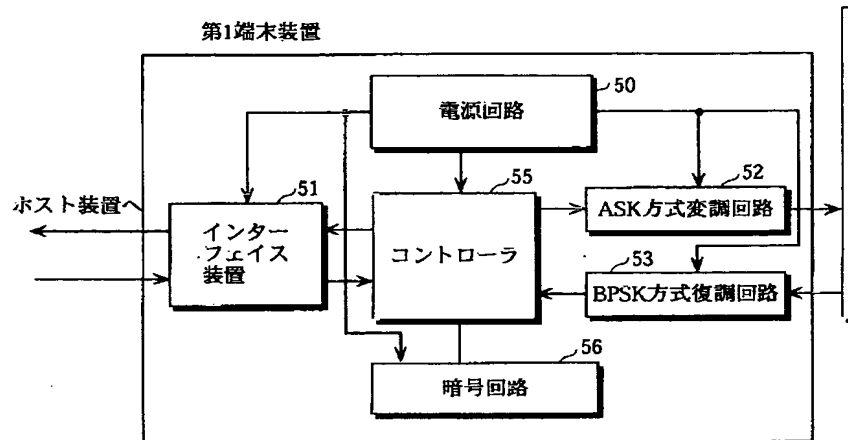 第1端末装置
50
電源回路
51
55
52
ホスト装置へ
インター
フェイス
装置
コントローラ
ASK方式変調回路
53
BPSK方式復調回路
56
暗号回路